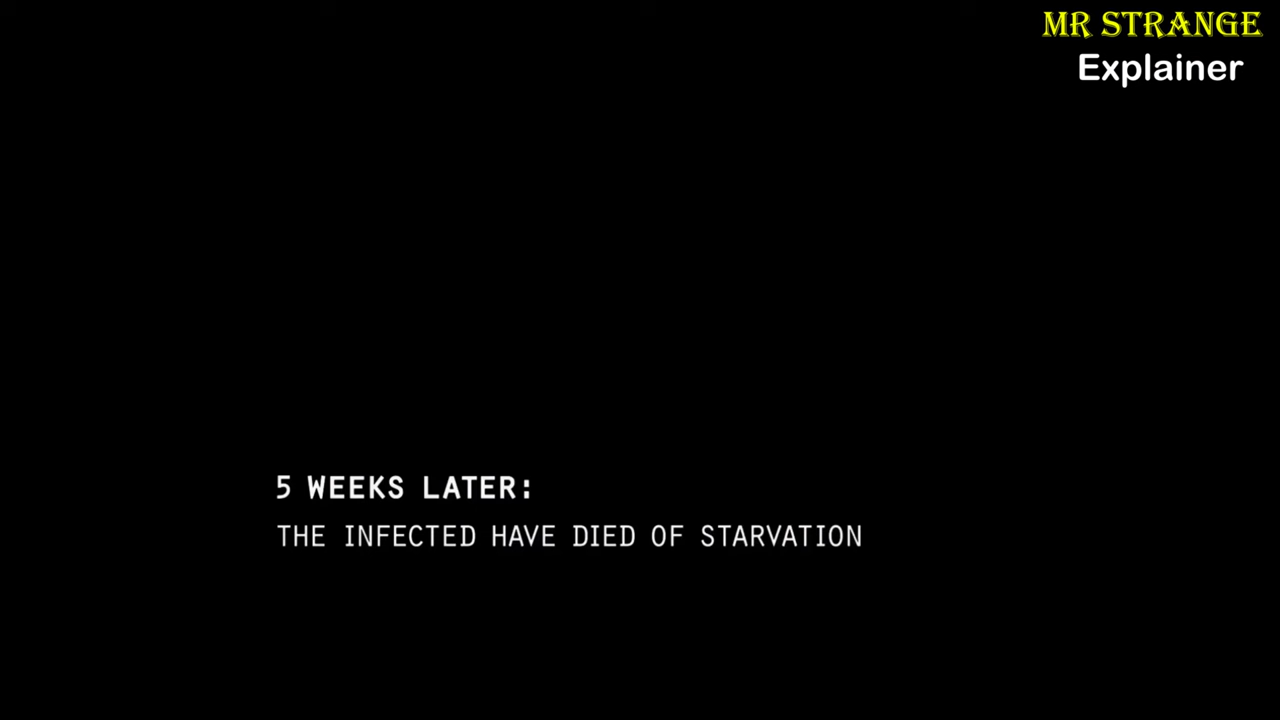 MR STRANGE
Explainer
5 WEEKS LATER:
THE INFECTED HAVE DIED OF STARVATION